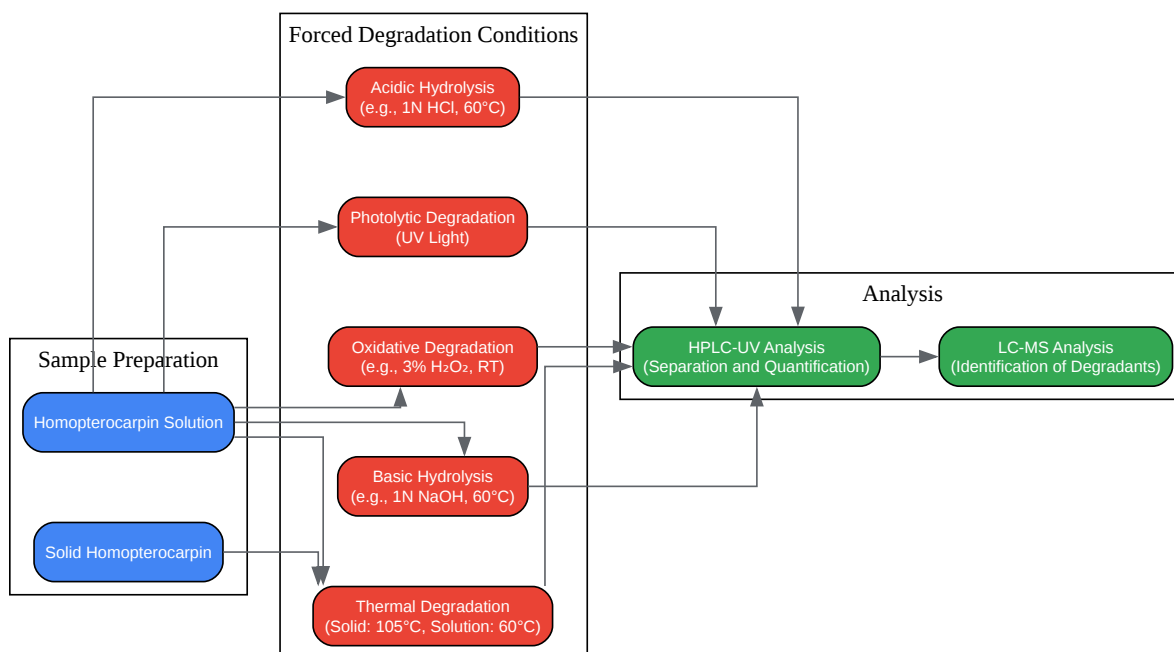 Forced Degradation Conditions
Acidic Hydrolysis
(e.g., 1N HCl, 60°C)
Photolytic Degradation
(UV Light)
Analysis
Sample Preparation
Oxidative Degradation
(e.g., 3% H₂O₂, RT)
HPLC-UV Analysis
(Separation and Quantification)
LC-MS Analysis
(Identification of Degradants)
Homopterocarpin Solution
Basic Hydrolysis
(e.g., 1N NaOH, 60°C)
Solid Homopterocarpin
Thermal Degradation
(Solid: 105°C, Solution: 60°C)